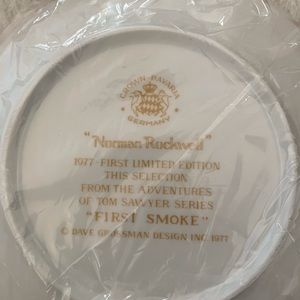 CROWN-BAVARIA
GERMANY
"Norman Rockwell"
1977-FIRST LIMITED EDITION
THIS SELECTION
FROM THE ADVENTURES
OF TOM SAWYER SERIES
"FIRST SMOKE"
© DAVE GROSSMAN DESIGN INC. 1977